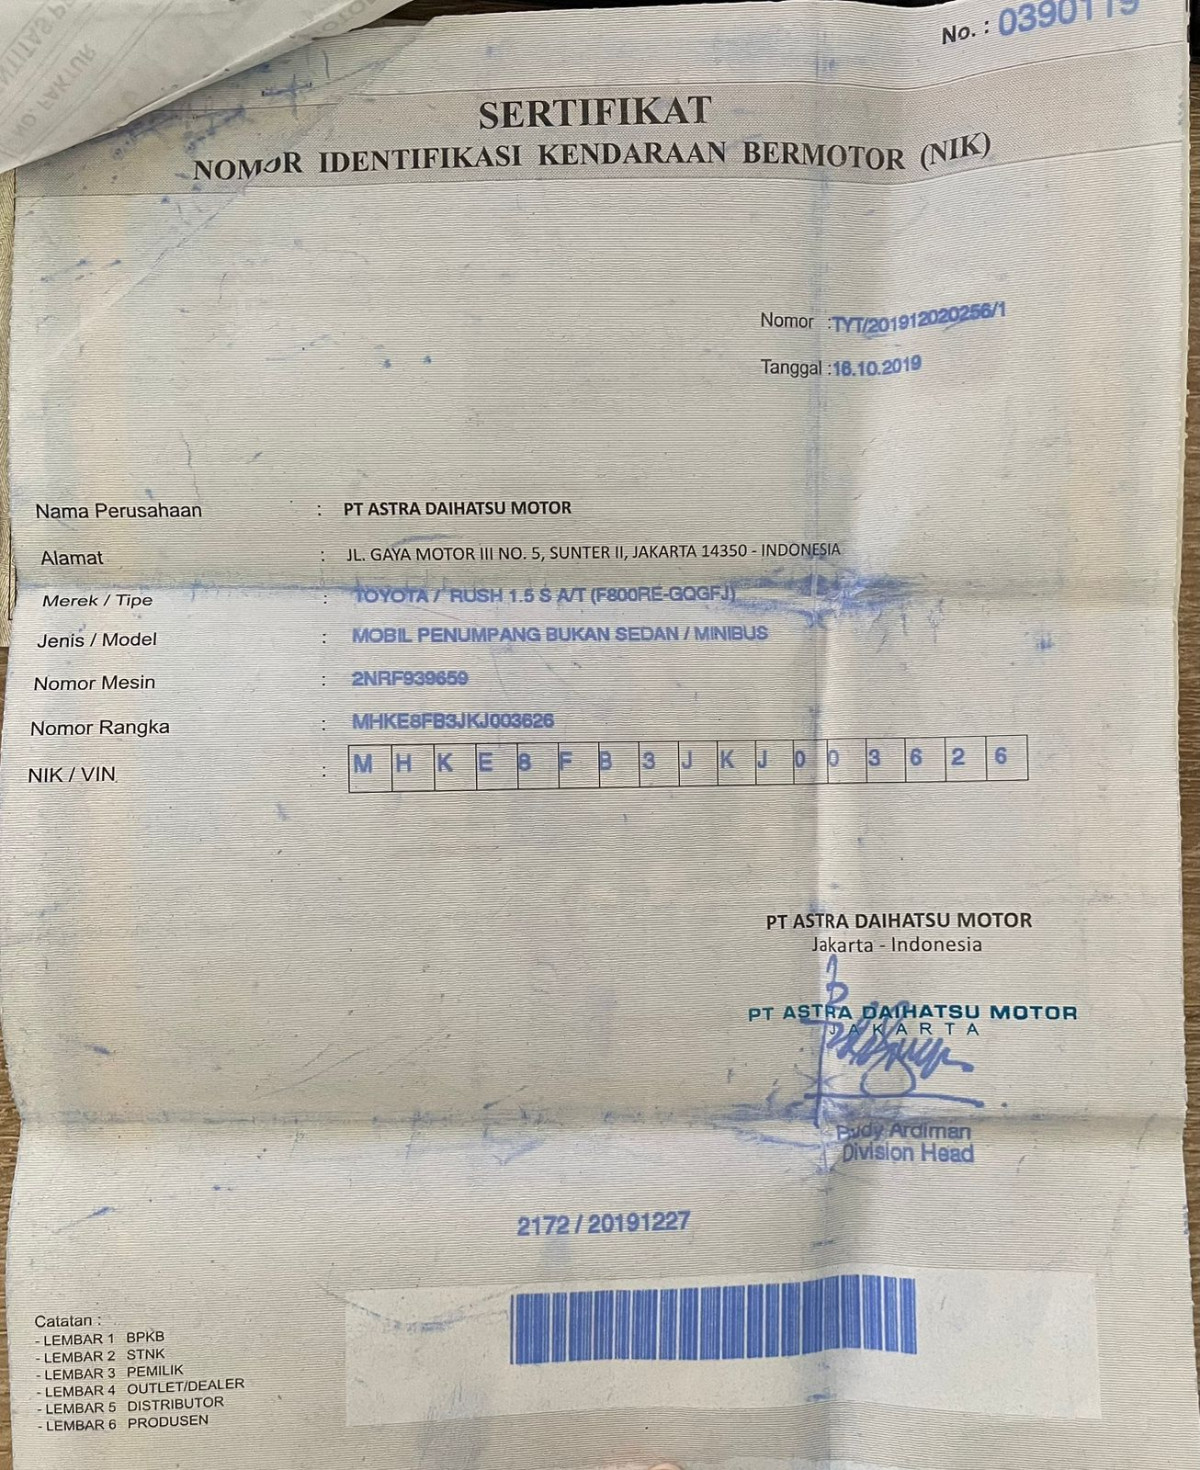 No. : 0390119
SERTIFIKAT
NOMOR IDENTIFIKASI KENDARAAN BERMOTOR (NIK)
NO FAKTUR
Nomor :TYT/201912020256/1
Tanggal :16.10.2019
Nama Perusahaan : PT ASTRA DAIHATSU MOTOR
Alamat : JL. GAYA MOTOR III NO. 5, SUNTER II, JAKARTA 14350 - INDONESIA
Merek / Tipe : TOYOTA / RUSH 1.5 S A/T (F800RE-GQGFJ)
Jenis / Model : MOBIL PENUMPANG BUKAN SEDAN / MINIBUS
Nomor Mesin : 2NRF939659
Nomor Rangka : MHKE8FB3JKJ003626
NIK / VIN : M H K E 8 F B 3 J K J 0 0 3 6 2 6
PT ASTRA DAIHATSU MOTOR
Jakarta - Indonesia
PT ASTRA DAIHATSU MOTOR
JAKARTA
Budy Ardiman
Division Head
2172 / 20191227
Catatan :
- LEMBAR 1 BPKB
- LEMBAR 2 STNK
- LEMBAR 3 PEMILIK
- LEMBAR 4 OUTLET/DEALER
- LEMBAR 5 DISTRIBUTOR
- LEMBAR 6 PRODUSEN